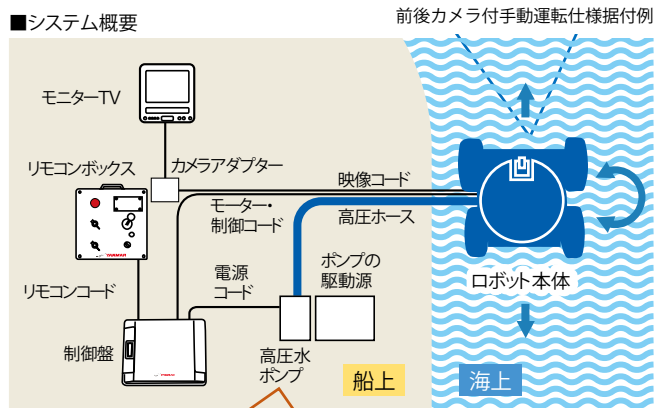 ■システム概要
前後カメラ付手動運転仕様据付例
モニターTV
リモコンボックス
カメラアダプター
映像コード
モーター・
制御コード
高圧ホース
YANMAR
電源
コード
ポンプの
駆動源
ロボット本体
リモコンコード
制御盤
高圧水
ポンプ
船上
海上